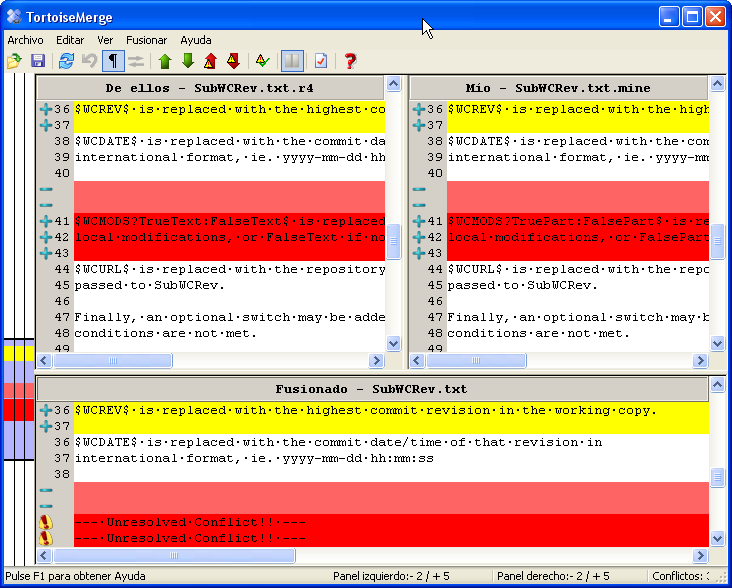 TortoiseMerge
Archivo Editar Ver Fusionar Ayuda
De ellos - SubWCRev.txt.r4
36 $WCREV$·is·replaced·with·the·highest·co
37
38 $WCDATE$·is·replaced·with·the·commit·da
39 international·format,·ie.·yyyy-mm-dd·hh
40
41 $WCMODS?TrueText:FalseText$·is·replaced
42 local·modifications,·or·FalseText·if·no
43
44 $WCURL$·is·replaced·with·the·repository
45 passed·to·SubWCRev.
46
47 Finally,·an·optional·switch·may·be·adde
48 conditions·are·not·met.
49
Mío - SubWCRev.txt.mine
36 $WCREV$·is·replaced·with·the·high
37
38 $WCDATE$·is·replaced·with·the·com
39 international·format,·ie.·yyyy-mm
40
41 $WCMODS?TruePart:FalsePart$·is·re
42 local·modifications,·or·FalsePart
43
44 $WCURL$·is·replaced·with·the·repo
45 passed·to·SubWCRev.
46
47 Finally,·an·optional·switch·may·b
48 conditions·are·not·met.
49
Fusionado - SubWCRev.txt
36 $WCREV$·is·replaced·with·the·highest·commit·revision·in·the·working·copy.
37
36 $WCDATE$·is·replaced·with·the·commit·date/time·of·that·revision·in
37 international·format,·ie.·yyyy-mm-dd·hh:mm:ss
38
---·Unresolved·Conflict!!·---
---·Unresolved·Conflict!!·---
Pulse F1 para obtener Ayuda Panel izquierdo:- 2 / + 5 Panel derecho:- 2 / + 5 Conflictos: